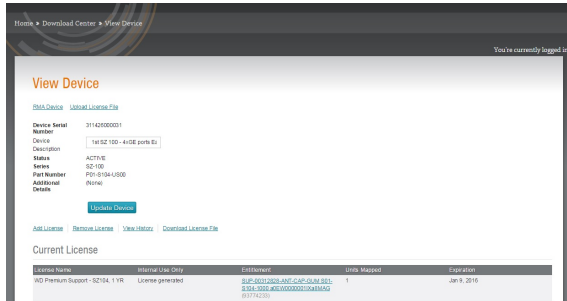 Home » Download Center » View Device
You're currently logged in
View Device
RMA Device Upload License File
Device Serial Number 311426000031
Device Description 1st SZ 100 - 4xGE ports Ea
Status ACTIVE
Series SZ-100
Part Number P01-S104-US00
Additional Details (None)
Update Device
Add License Remove License View History Download License File
Current License
License Name Internal Use Only Entitlement Units Mapped Expiration
WD Premium Support - SZ104, 1 YR License generated 1 Jan 9, 2016